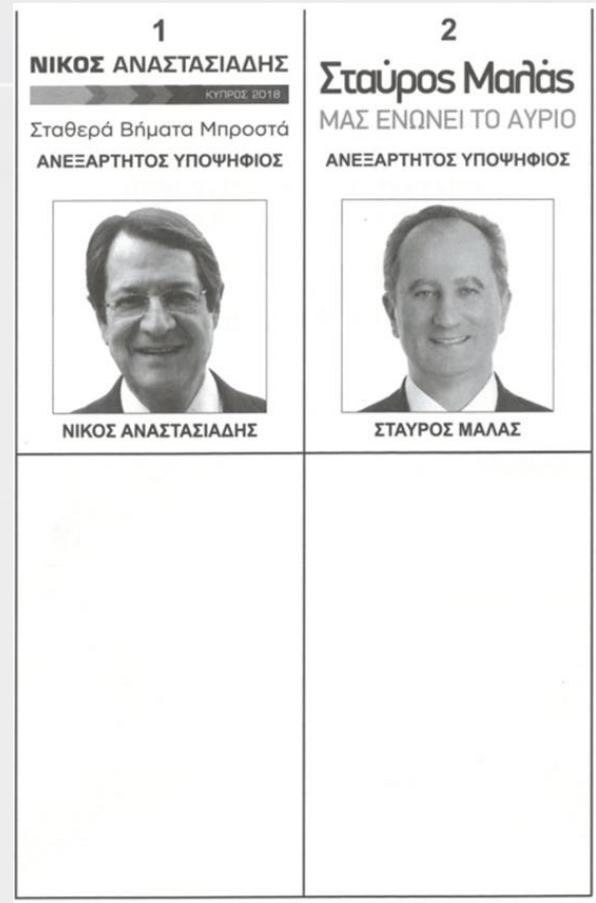 1
ΝΙΚΟΣ ΑΝΑΣΤΑΣΙΑΔΗΣ
ΚΥΠΡΟΣ 2018
Σταθερά Βήματα Μπροστά
ΑΝΕΞΑΡΤΗΤΟΣ ΥΠΟΨΗΦΙΟΣ
ΝΙΚΟΣ ΑΝΑΣΤΑΣΙΑΔΗΣ
2
Σταύρος Μαλάς
ΜΑΣ ΕΝΩΝΕΙ ΤΟ ΑΥΡΙΟ
ΑΝΕΞΑΡΤΗΤΟΣ ΥΠΟΨΗΦΙΟΣ
ΣΤΑΥΡΟΣ ΜΑΛΑΣ